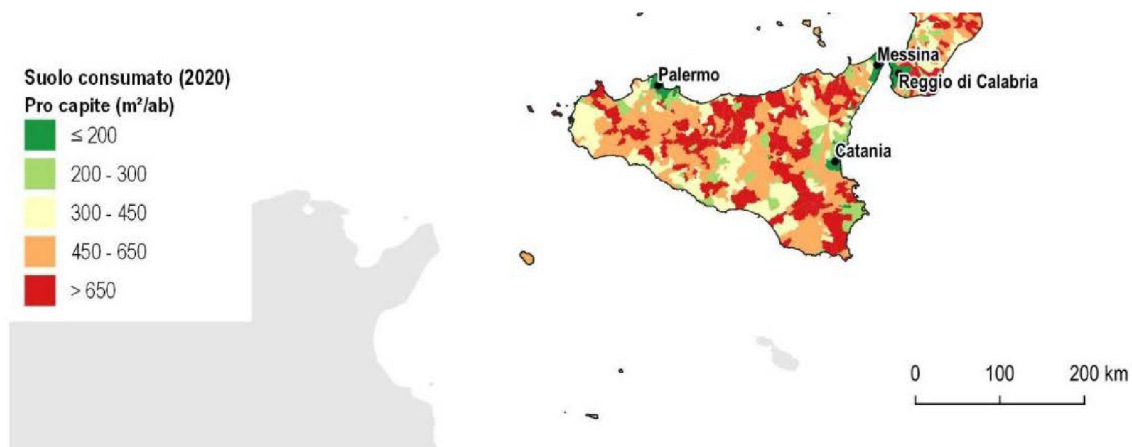 Suolo consumato (2020)
Pro capite (m²/ab)
≤ 200
200 - 300
300 - 450
450 - 650
> 650
Palermo
Messina
Reggio di Calabria
Catania
0 100 200 km